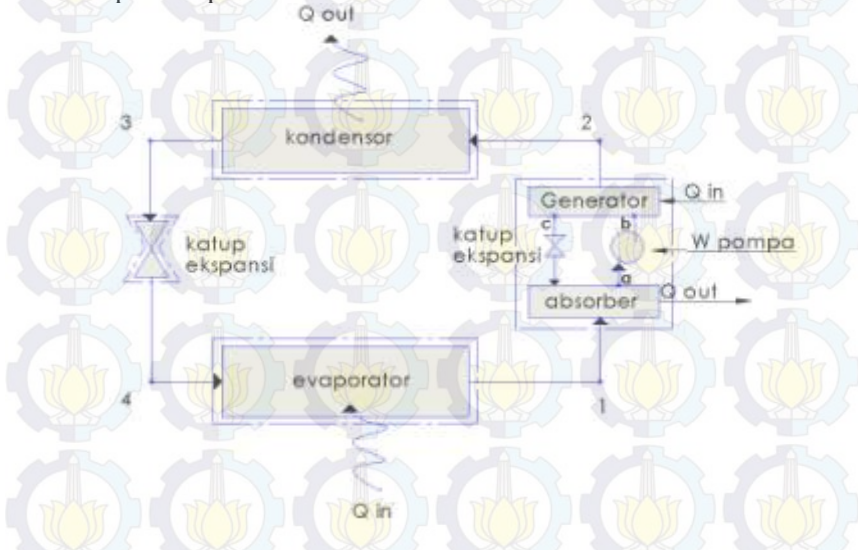 Q out
3
2
kondensor
Generator
Q in
c
b
katup
ekspansi
katup
ekspansi
W pompa
a
absorber
Q out
evaporator
4
1
Q in